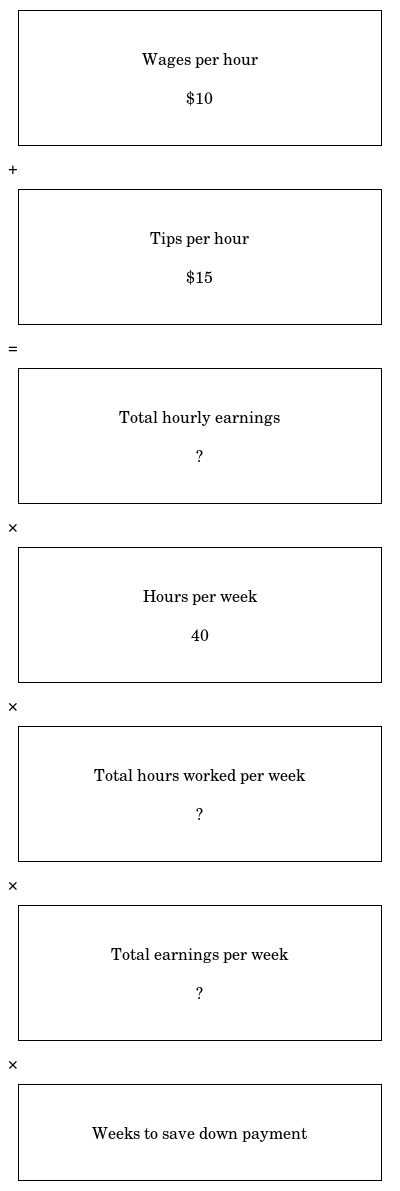 Wages per hour
$10
+
Tips per hour
$15
=
Total hourly earnings
?
×
Hours per week
40
×
Total hours worked per week
?
×
Total earnings per week
?
×
Weeks to save down payment